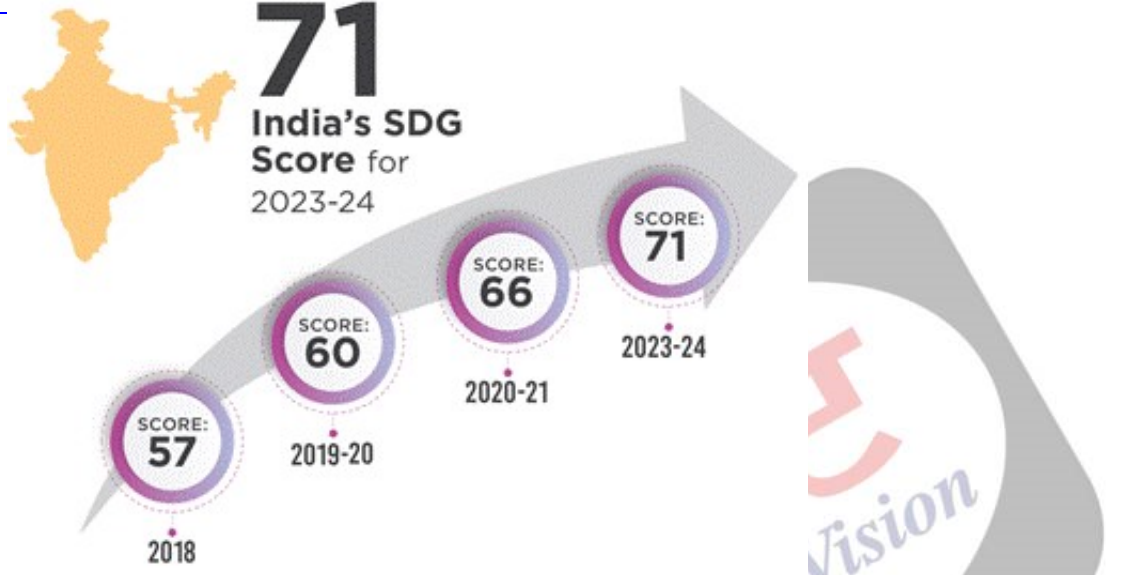 71
India's SDG
Score for
2023-24
SCORE:
57
2018
SCORE:
60
2019-20
SCORE:
66
2020-21
SCORE:
71
2023-24
Vision